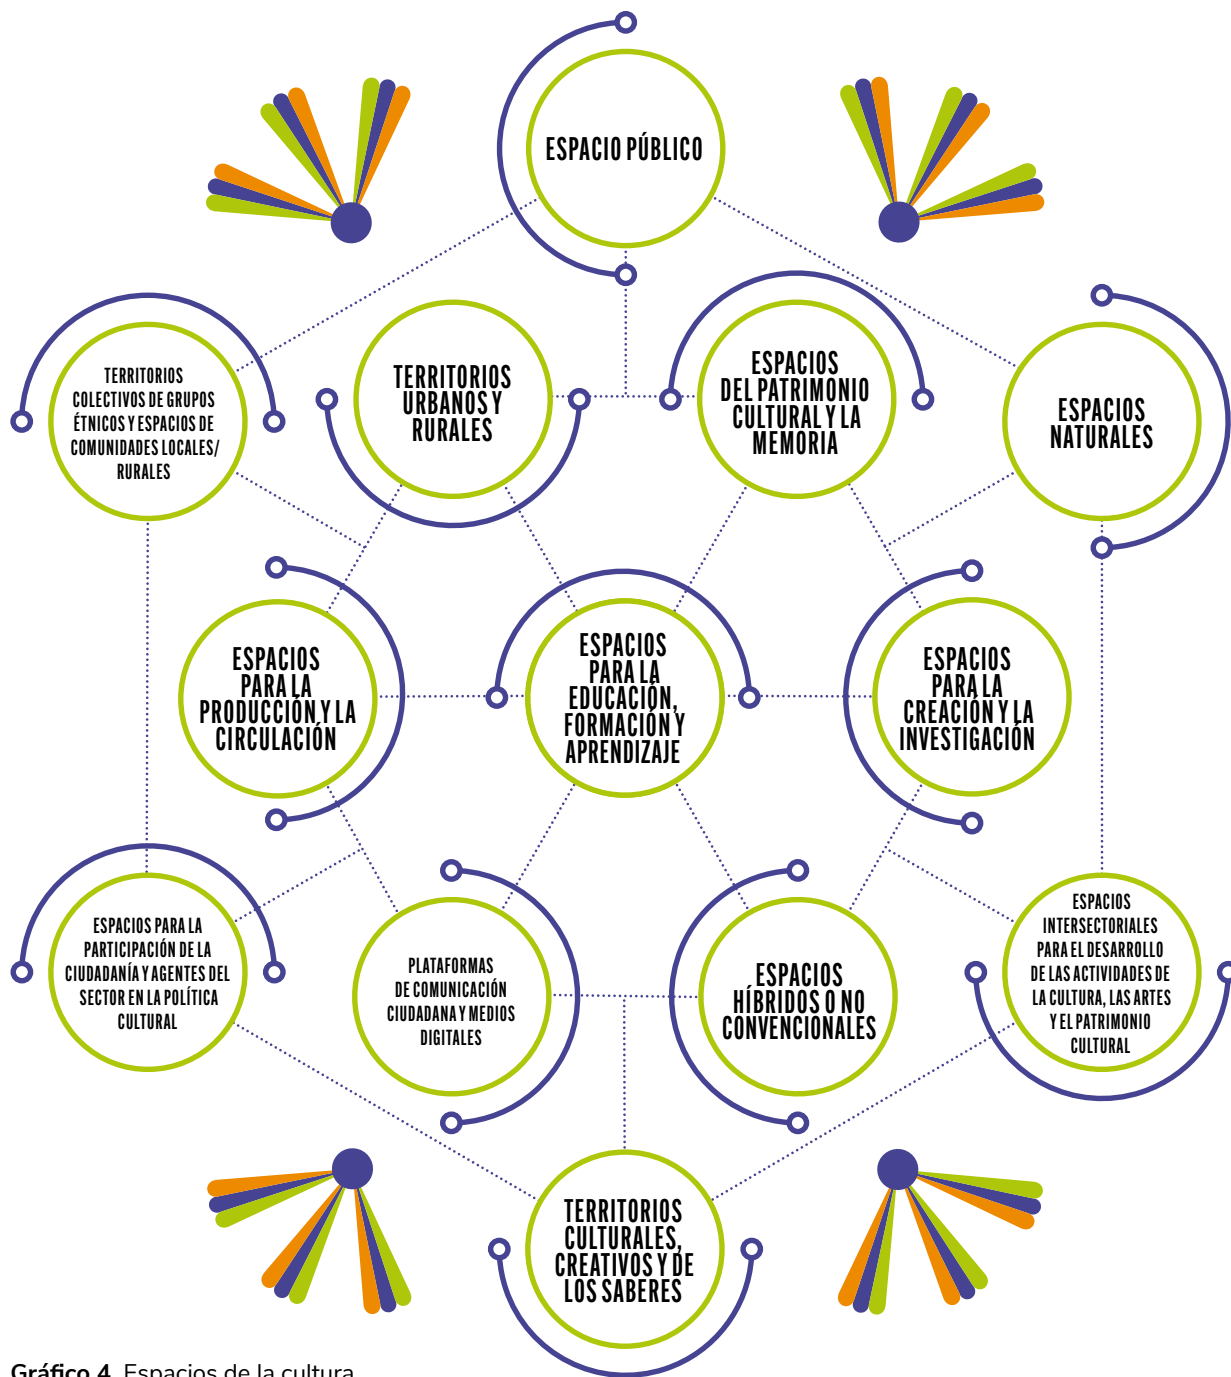 ESPACIO PÚBLICO
TERRITORIOS
COLECTIVOS DE GRUPOS
ÉTNICOS Y ESPACIOS DE
COMUNIDADES LOCALES/
RURALES
TERRITORIOS
URBANOS Y
RURALES
ESPACIOS
DEL PATRIMONIO
CULTURAL Y LA
MEMORIA
ESPACIOS
NATURALES
ESPACIOS
PARA LA
PRODUCCIÓN Y LA
CIRCULACIÓN
ESPACIOS
PARA LA
EDUCACIÓN,
FORMACIÓN Y
APRENDIZAJE
ESPACIOS
PARA LA
CREACIÓN Y LA
INVESTIGACIÓN
ESPACIOS PARA LA
PARTICIPACIÓN DE LA
CIUDADANÍA Y AGENTES DEL
SECTOR EN LA POLÍTICA
CULTURAL
PLATAFORMAS
DE COMUNICACIÓN
CIUDADANA Y MEDIOS
DIGITALES
ESPACIOS
HÍBRIDOS O NO
CONVENCIONALES
ESPACIOS
INTERSECTORIALES
PARA EL DESARROLLO
DE LAS ACTIVIDADES DE
LA CULTURA, LAS ARTES
Y EL PATRIMONIO
CULTURAL
TERRITORIOS
CULTURALES,
CREATIVOS Y DE
LOS SABERES
Gráfico 4. Espacios de la cultura